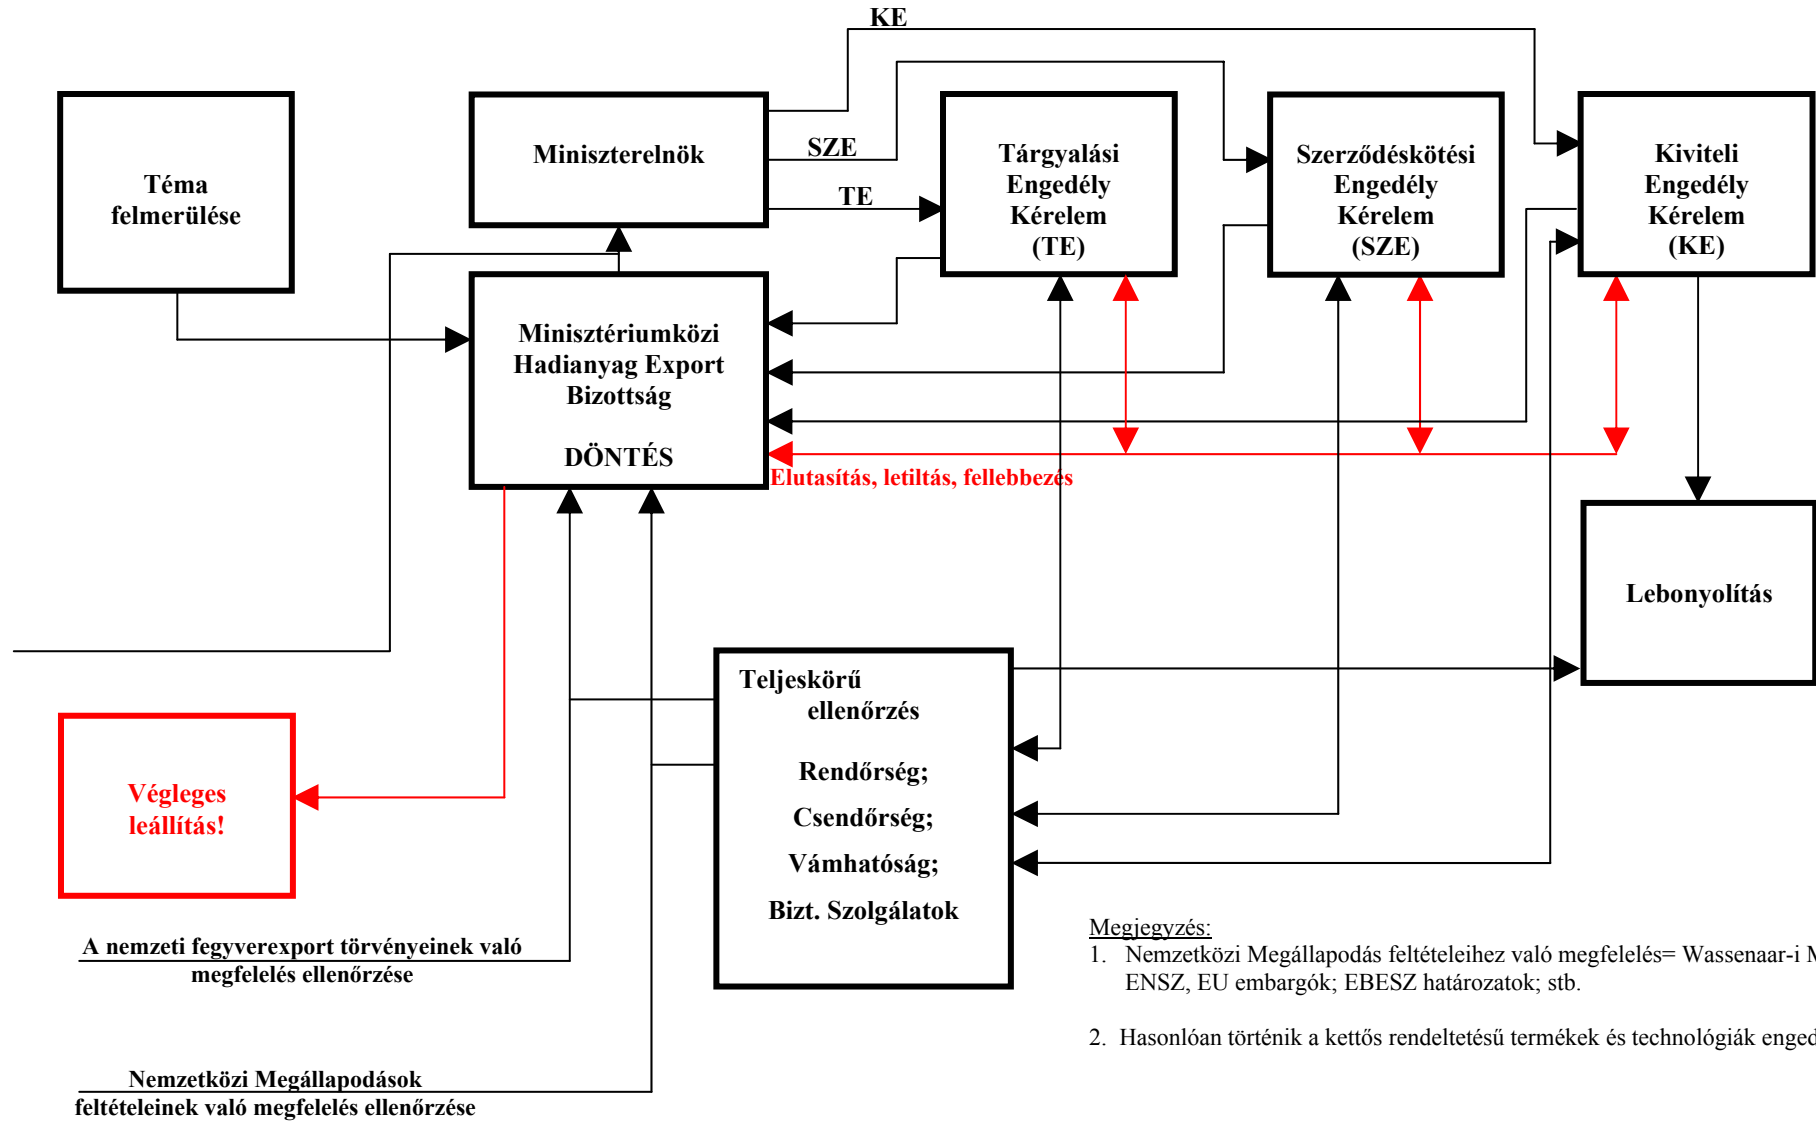 KE
Téma
felmerülése
Miniszterelnök
SZE
TE
Tárgyalási
Engedély
Kérelem
(TE)
Szerződéskötési
Engedély
Kérelem
(SZE)
Kiviteli
Engedély
Kérelem
(KE)
Minisztériumközi
Hadianyag Export
Bizottság
DÖNTÉS
Elutasítás, letiltás, fellebbezés
Lebonyolítás
Teljeskörű
ellenőrzés
Rendőrség;
Csendőrség;
Vámhatóság;
Bizt. Szolgálatok
Végleges
leállítás!
A nemzeti fegyverexport törvényeinek való
megfelelés ellenőrzése
Nemzetközi Megállapodások
feltételeinek való megfelelés ellenőrzése
Megjegyzés:
1. Nemzetközi Megállapodás feltételeihez való megfelelés= Wassenaar-i M
ENSZ, EU embargók; EBESZ határozatok; stb.
2. Hasonlóan történik a kettős rendeltetésű termékek és technológiák enged